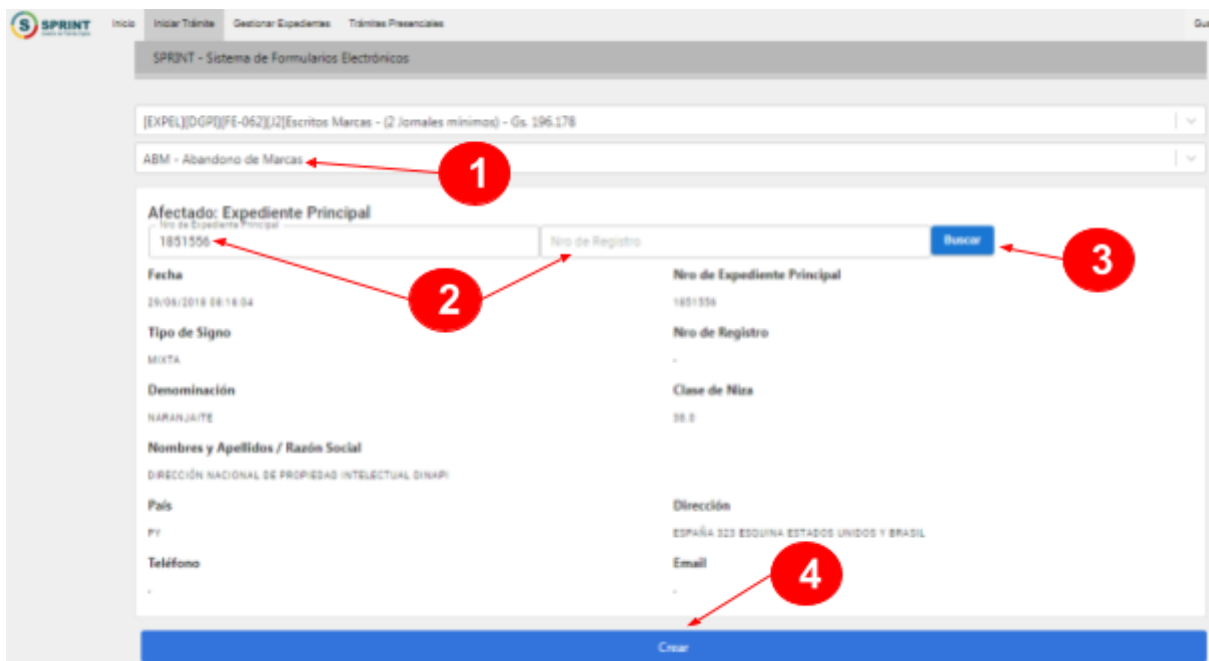 S SPRINT Inicio Iniciar Trámite Gestionar Expedientes Trámites Presenciales
SPRINT - Sistema de Formularios Electrónicos
[EXPEL][DGPI][FE-062][J2]Escritos Marcas - (2 Jornales mínimos) - Gs. 196.178
ABM - Abandono de Marcas
1
Afectado: Expediente Principal
Nro de Expediente Principal
1851556 Nro de Registro Buscar
3
2
Fecha Nro de Expediente Principal
29/06/2018 08:16:04 1851556
Tipo de Signo Nro de Registro
MIXTA -
Denominación Clase de Niza
NARANJAITE
Nombres y Apellidos / Razón Social
DIRECCIÓN NACIONAL DE PROPIEDAD INTELECTUAL DINAPI
País Dirección
PY ESPAÑA 323 ESQUINA ESTADOS UNIDOS Y BRASIL
Teléfono Email
- -
4
Crear